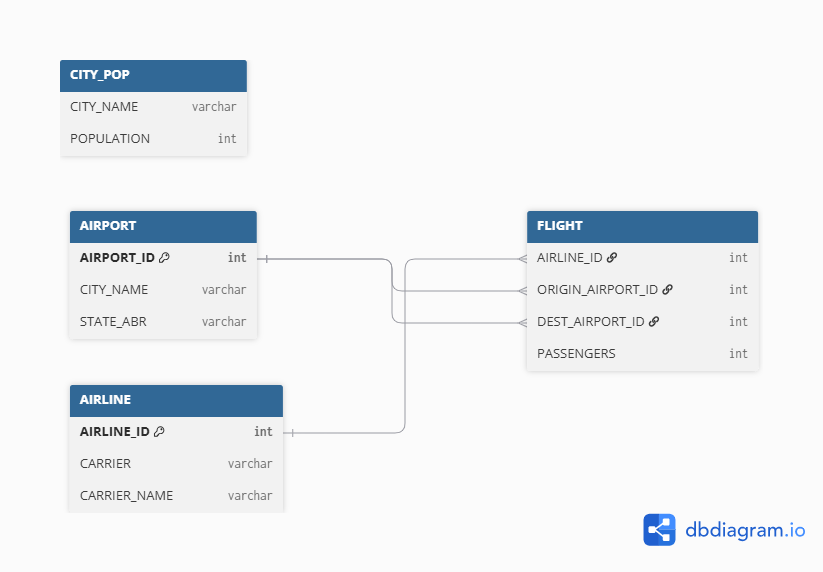 CITY_POP
CITY_NAME varchar
POPULATION int
AIRPORT
AIRPORT_ID int
CITY_NAME varchar
STATE_ABR varchar
AIRLINE
AIRLINE_ID int
CARRIER varchar
CARRIER_NAME varchar
FLIGHT
AIRLINE_ID int
ORIGIN_AIRPORT_ID int
DEST_AIRPORT_ID int
PASSENGERS int
dbdiagram.io